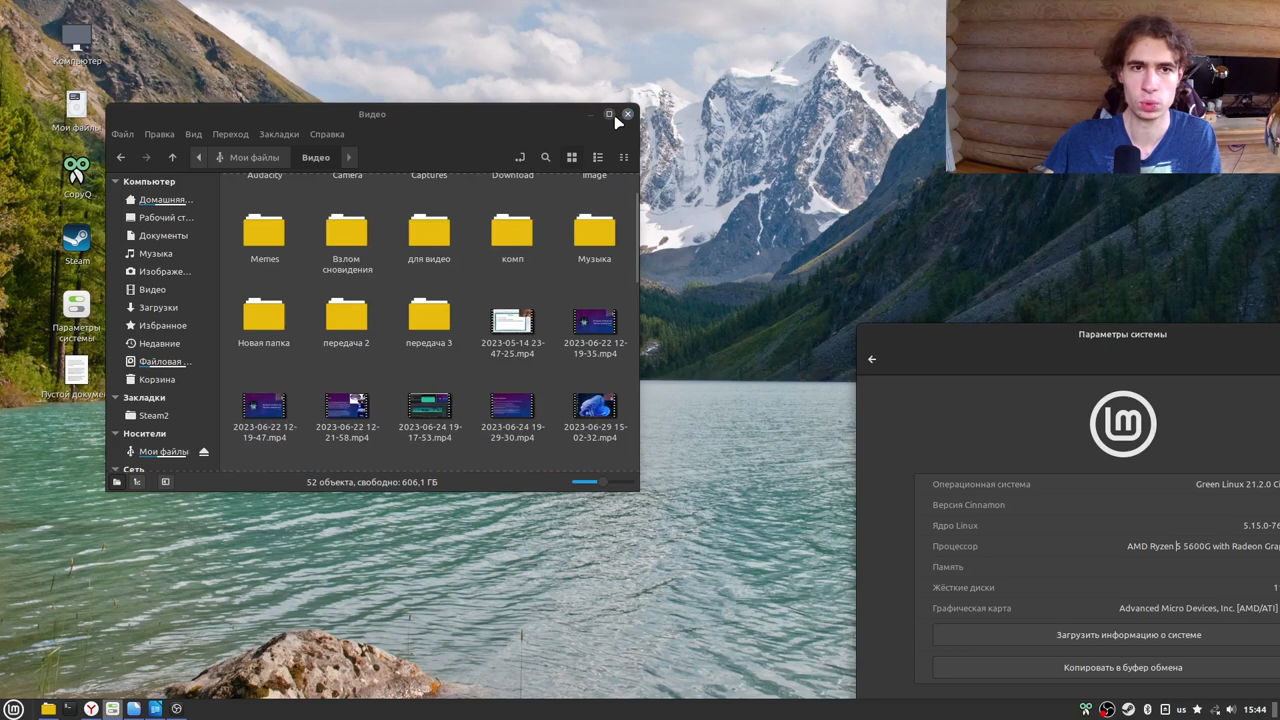 Компьютер
Мои файлы
CopyQ
Steam
Параметры
системы
Пустой докуме
Видео
Файл Правка Вид Переход Закладки Справка
Мои файлы Видео
Компьютер
Домашняя...
Рабочий ст...
Документы
Музыка
Изображе...
Видео
Загрузки
Избранное
Недавние
Файловая ...
Корзина
Закладки
Steam2
Носители
Мои файлы
Сеть
Audacity Camera Captures Download Image
Memes Взлом для видео комп Музыка
сновидения
Новая папка передача 2 передача 3 2023-05-14 23- 2023-06-22 12-
47-25.mp4 19-35.mp4
2023-06-22 12- 2023-06-22 12- 2023-06-24 19- 2023-06-24 19- 2023-06-29 15-
19-47.mp4 21-58.mp4 17-53.mp4 29-30.mp4 02-32.mp4
52 объекта, свободно: 606,1 ГБ
Параметры системы
Операционная система Green Linux 21.2.0 Ci
Версия Cinnamon
Ядро Linux 5.15.0-76
Процессор AMD Ryzen 5 5600G with Radeon Gra
Память
Жёсткие диски
Графическая карта Advanced Micro Devices, Inc. [AMD/ATI]
Загрузить информацию о системе
Копировать в буфер обмена
us 15:44